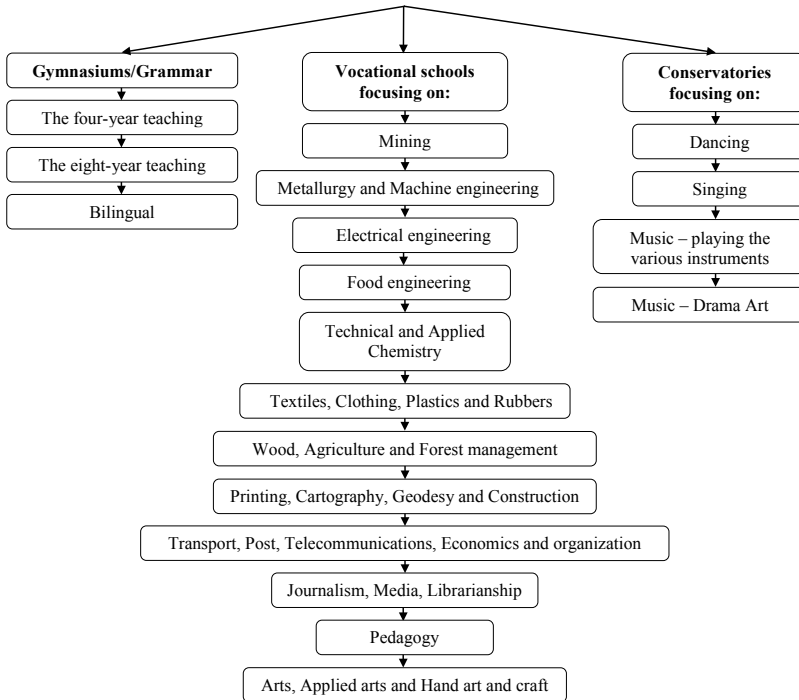 Gymnasiums/Grammar
The four-year teaching
The eight-year teaching
Bilingual
Vocational schools
focusing on:
Mining
Metallurgy and Machine engineering
Electrical engineering
Food engineering
Technical and Applied
Chemistry
Textiles, Clothing, Plastics and Rubbers
Wood, Agriculture and Forest management
Printing, Cartography, Geodesy and Construction
Transport, Post, Telecommunications, Economics and organization
Journalism, Media, Librarianship
Pedagogy
Arts, Applied arts and Hand art and craft
Conservatories
focusing on:
Dancing
Singing
Music – playing the
various instruments
Music – Drama Art